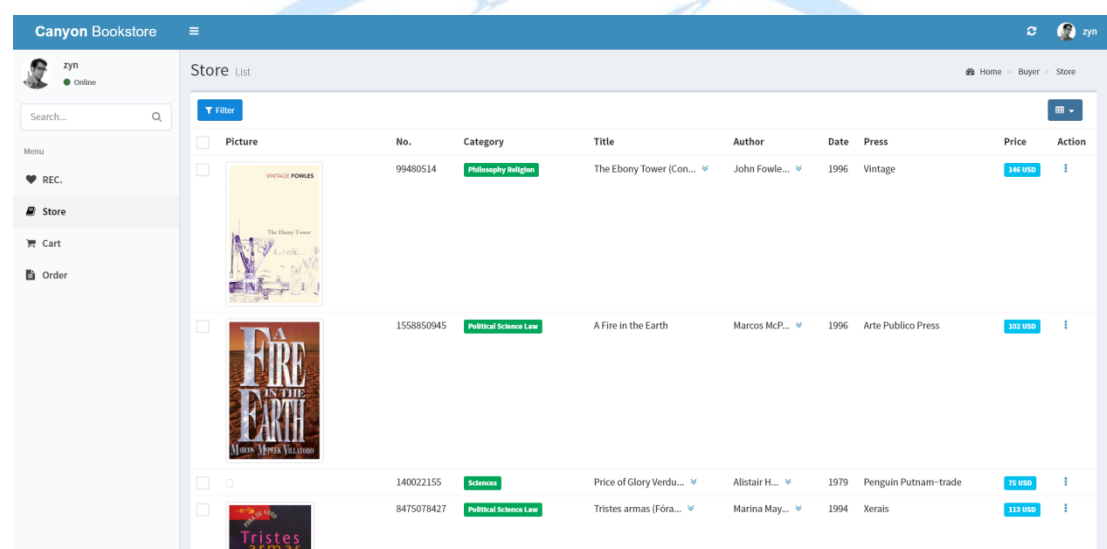 Canyon Bookstore
zyn
zyn
Online
Store List
Home > Buyer > Store
Search...
Filter
Menu
REC.
Store
Cart
Order
Picture No. Category Title Author Date Press Price Action
VINTAGE FOWLES
The Ebony Tower
99480514 Philosophy Religion The Ebony Tower (Con... John Fowle... 1996 Vintage 146 USD
A
FIRE
IN THE
EARTH
MARCOS MCPEEK VILLATORO
1558850945 Political Science Law A Fire in the Earth Marcos McP... 1996 Arte Publico Press 102 USD
140022155 Sciences Price of Glory Verdu... Alistair H... 1979 Penguin Putnam~trade 75 USD
8475078427 Political Science Law Tristes armas (Fóra... Marina May... 1994 Xerais 113 USD
Tristes
armas